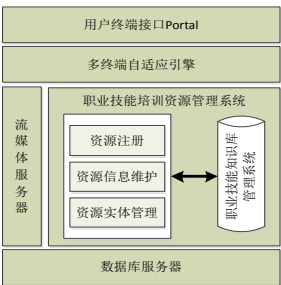 用户终端接口Portal
多终端自适应引擎
流媒体服务器
职业技能培训资源管理系统
资源注册
资源信息维护
资源实体管理
职业技能知识库
管理系统
数据库服务器